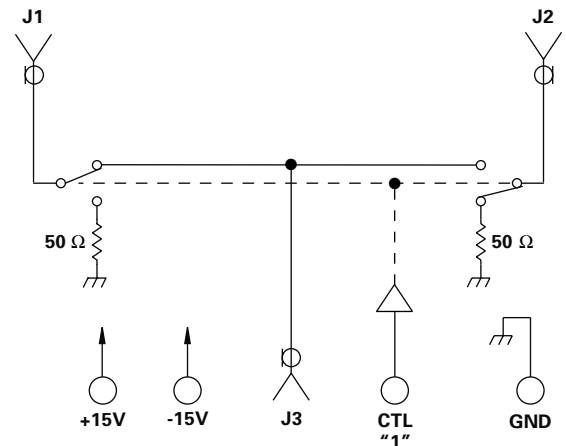 J1
J2
50 Ω
50 Ω
+15V
-15V
J3
CTL
“1”
GND